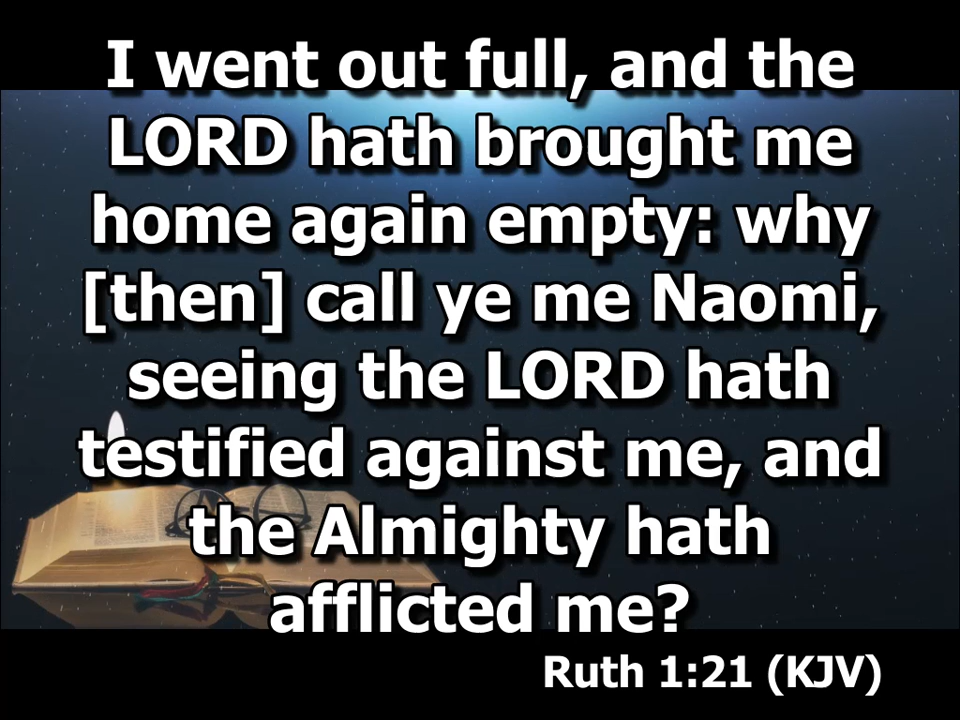 I went out full, and the
LORD hath brought me
home again empty: why
[then] call ye me Naomi,
seeing the LORD hath
testified against me, and
the Almighty hath
afflicted me?
Ruth 1:21 (KJV)